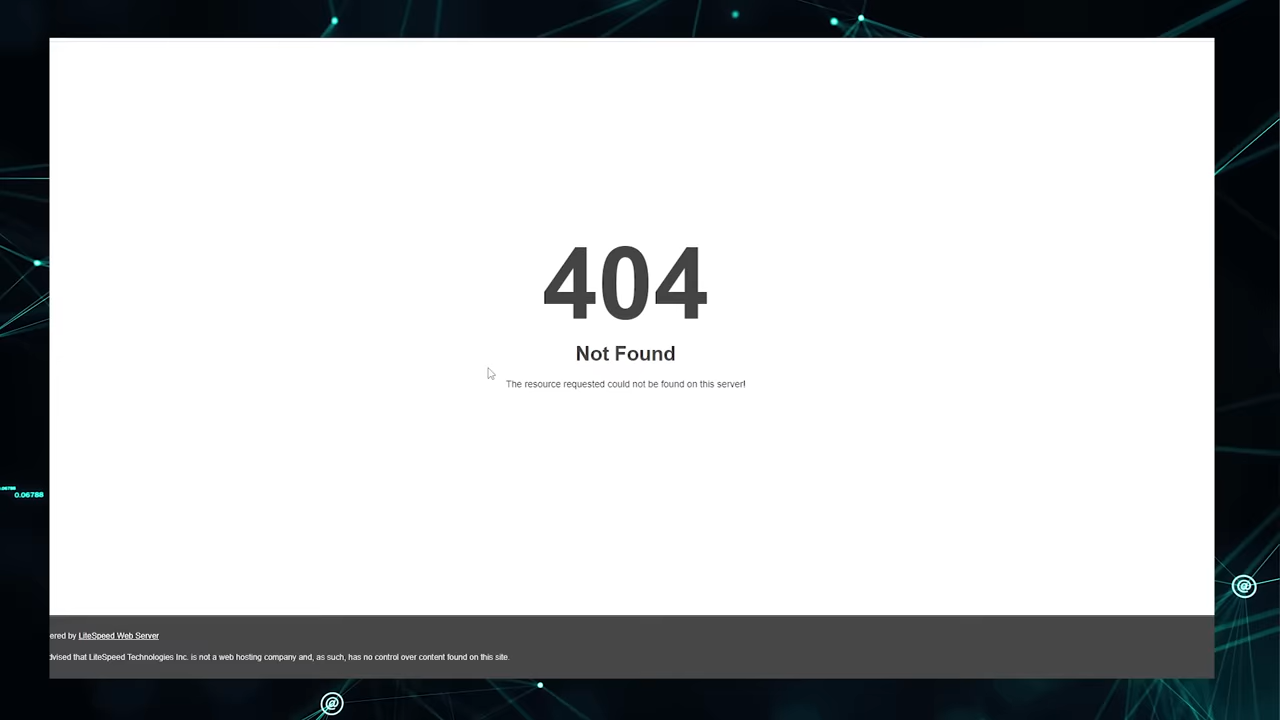 404
Not Found
The resource requested could not be found on this server!
0.06788
ered by LiteSpeed Web Server
dvised that LiteSpeed Technologies Inc. is not a web hosting company and, as such, has no control over content found on this site.
@
@